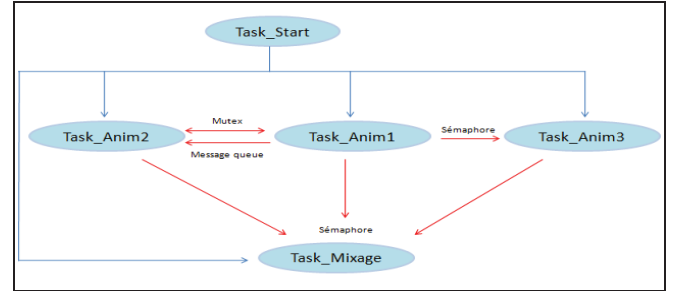 Task_Start
Mutex
Task_Anim2
Task_Anim1
Sémaphore
Task_Anim3
Message queue
Sémaphore
Task_Mixage